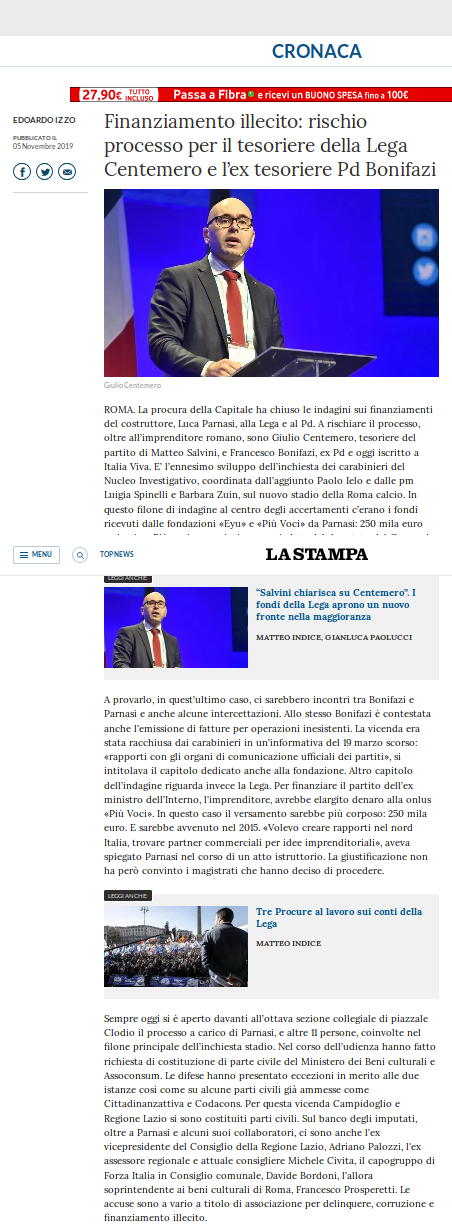 CRONACA
27,90€ TUTTO INCLUSO Passa a Fibra e ricevi un BUONO SPESA fino a 100€
EDOARDO IZZO
PUBBLICATO IL
05 Novembre 2019
Finanziamento illecito: rischio
processo per il tesoriere della Lega
Centemero e l'ex tesoriere Pd Bonifazi
Giulio Centemero
ROMA. La procura della Capitale ha chiuso le indagini sui finanziamenti
del costruttore, Luca Parnasi, alla Lega e al Pd. A rischiare il processo,
oltre all'imprenditore romano, sono Giulio Centemero, tesoriere del
partito di Matteo Salvini, e Francesco Bonifazi, ex Pd e oggi iscritto a
Italia Viva. E' l'ennesimo sviluppo dell'inchiesta dei carabinieri del
Nucleo Investigativo, coordinata dall'aggiunto Paolo Ielo e dalle pm
Luigia Spinelli e Barbara Zuin, sul nuovo stadio della Roma calcio. In
questo filone di indagine al centro degli accertamenti c'erano i fondi
ricevuti dalle fondazioni «Eyu» e «Più Voci» da Parnasi: 250 mila euro
MENU
TOPNEWS
LA STAMPA
LEGGI ANCHE:
“Salvini chiarisca su Centemero”. I
fondi della Lega aprono un nuovo
fronte nella maggioranza
MATTEO INDICE, GIANLUCA PAOLUCCI
A provarlo, in quest'ultimo caso, ci sarebbero incontri tra Bonifazi e
Parnasi e anche alcune intercettazioni. Allo stesso Bonifazi è contestata
anche l'emissione di fatture per operazioni inesistenti. La vicenda era
stata racchiusa dai carabinieri in un'informativa del 19 marzo scorso:
«rapporti con gli organi di comunicazione ufficiali dei partiti», si
intitolava il capitolo dedicato anche alla fondazione. Altro capitolo
dell'indagine riguarda invece la Lega. Per finanziare il partito dell'ex
ministro dell'Interno, l'imprenditore, avrebbe elargito denaro alla onlus
«Più Voci». In questo caso il versamento sarebbe più corposo: 250 mila
euro. E sarebbe avvenuto nel 2015. «Volevo creare rapporti nel nord
Italia, trovare partner commerciali per idee imprenditoriali», aveva
spiegato Parnasi nel corso di un atto istruttorio. La giustificazione non
ha però convinto i magistrati che hanno deciso di procedere.
LEGGI ANCHE:
Tre Procure al lavoro sui conti della
Lega
MATTEO INDICE
Sempre oggi si è aperto davanti all'ottava sezione collegiale di piazzale
Clodio il processo a carico di Parnasi, e altre 11 persone, coinvolte nel
filone principale dell'inchiesta stadio. Nel corso dell'udienza hanno fatto
richiesta di costituzione di parte civile del Ministero dei Beni culturali e
Assoconsum. Le difese hanno presentato eccezioni in merito alle due
istanze così come su alcune parti civili già ammesse come
Cittadinanzattiva e Codacons. Per questa vicenda Campidoglio e
Regione Lazio si sono costituiti parti civili. Sul banco degli imputati,
oltre a Parnasi e alcuni suoi collaboratori, ci sono anche l'ex
vicepresidente del Consiglio della Regione Lazio, Adriano Palozzi, l'ex
assessore regionale e attuale consigliere Michele Civita, il capogruppo di
Forza Italia in Consiglio comunale, Davide Bordoni, l'allora
soprintendente ai beni culturali di Roma, Francesco Prosperetti. Le
accuse sono a vario a titolo di associazione per delinquere, corruzione e
finanziamento illecito.